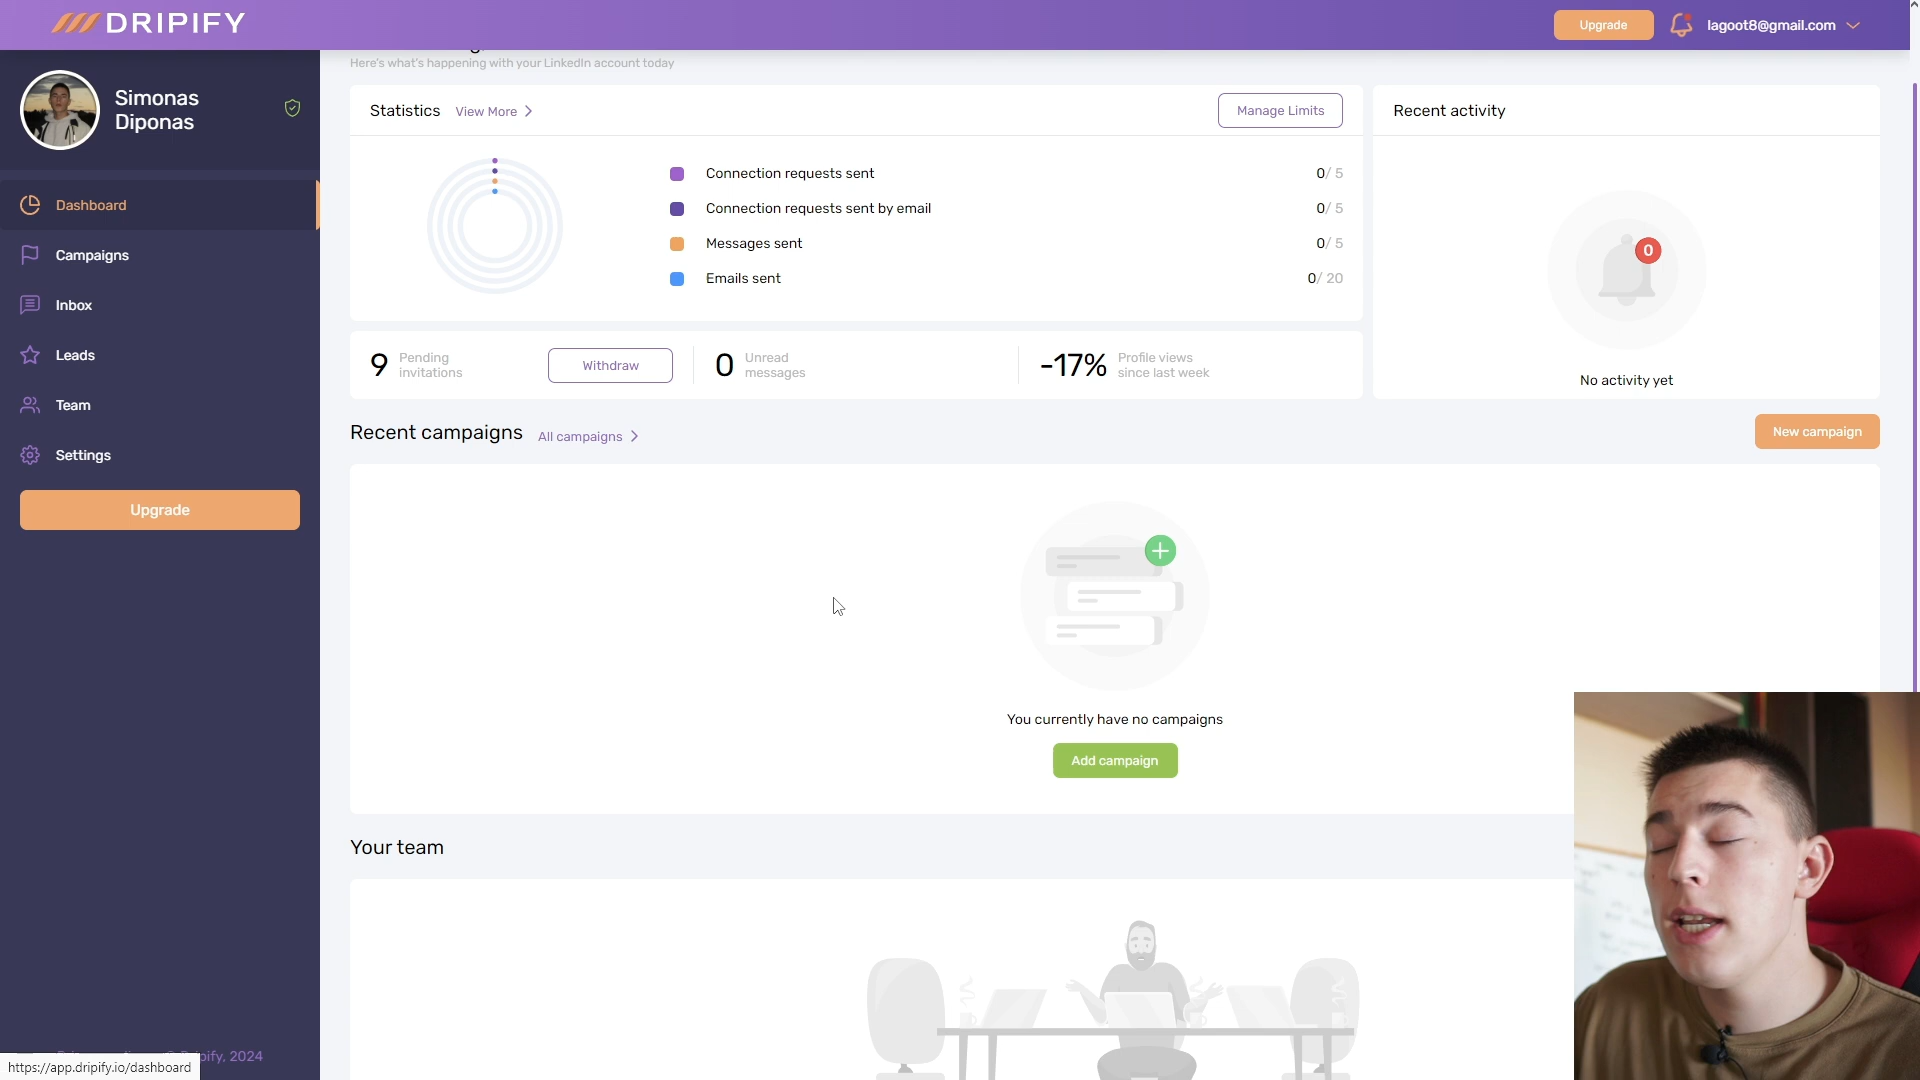 DRIPIFY
Upgrade
lagoot8@gmail.com
Here's what's happening with your LinkedIn account today
Simonas
Diponas
Dashboard
Campaigns
Inbox
Leads
Team
Settings
Upgrade
Statistics
View More
Manage Limits
Connection requests sent
0/ 5
Connection requests sent by email
0/ 5
Messages sent
0/ 5
Emails sent
0/ 20
Recent activity
0
No activity yet
9
Pending
invitations
Withdraw
0
Unread
messages
-17%
Profile views
since last week
Recent campaigns
All campaigns
New campaign
You currently have no campaigns
Add campaign
Your team
2024
https://app.dripify.io/dashboard